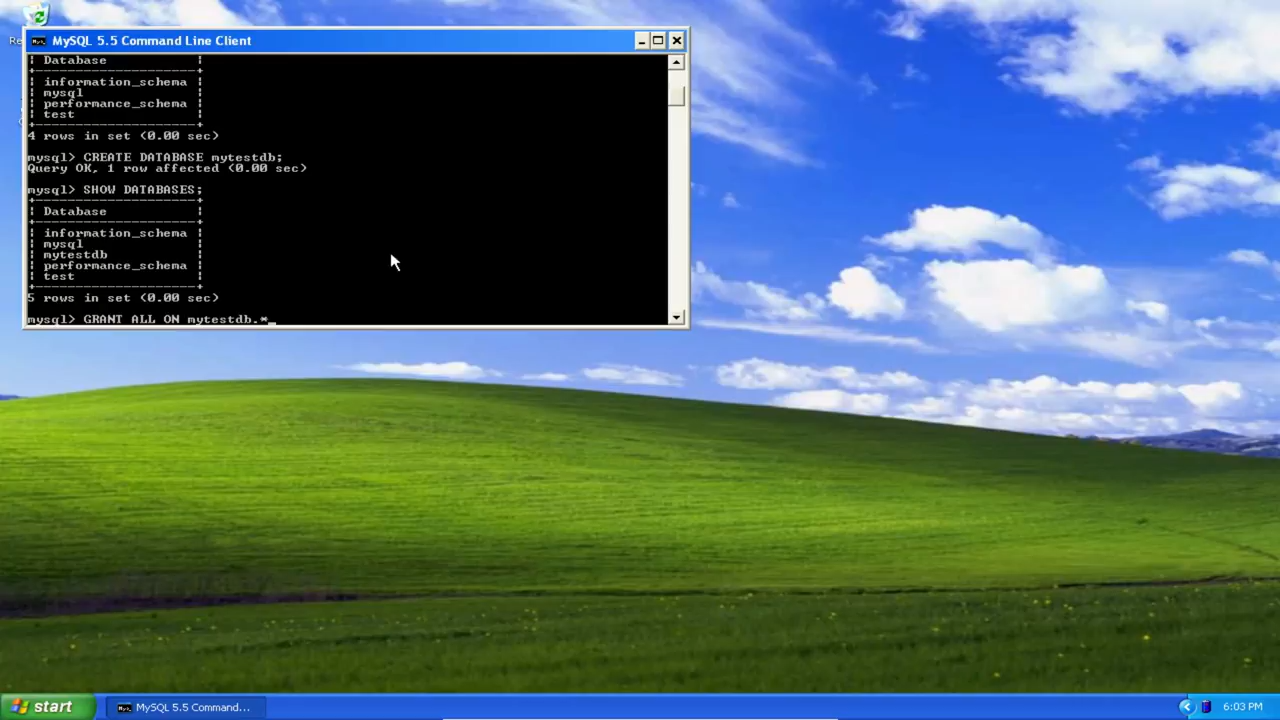 Re
MySQL 5.5 Command Line Client
| Database |
+--------------------+
| information_schema |
| mysql |
| performance_schema |
| test |
+--------------------+
4 rows in set (0.00 sec)
mysql> CREATE DATABASE mytestdb;
Query OK, 1 row affected (0.00 sec)
mysql> SHOW DATABASES;
+--------------------+
| Database |
+--------------------+
| information_schema |
| mysql |
| mytestdb |
| performance_schema |
| test |
+--------------------+
5 rows in set (0.00 sec)
mysql> GRANT ALL ON mytestdb.*_
start
MySQL 5.5 Command...
6:03 PM